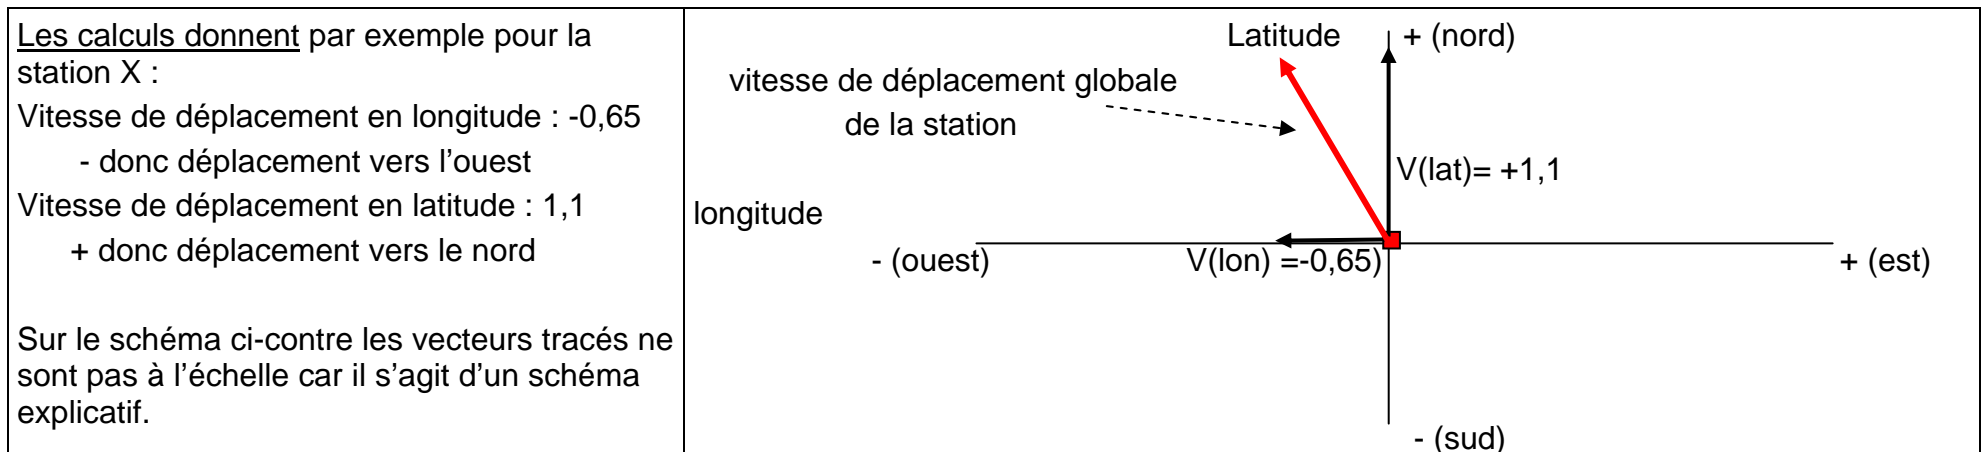 Les calculs donnent par exemple pour la
station X :
Vitesse de déplacement en longitude : -0,65
- donc déplacement vers l'ouest
Vitesse de déplacement en latitude : 1,1
+ donc déplacement vers le nord
Sur le schéma ci-contre les vecteurs tracés ne
sont pas à l'échelle car il s'agit d'un schéma
explicatif.
Latitude
+ (nord)
vitesse de déplacement globale
de la station
V(lat)= +1,1
longitude
- (ouest)
V(lon) =-0,65)
+ (est)
- (sud)